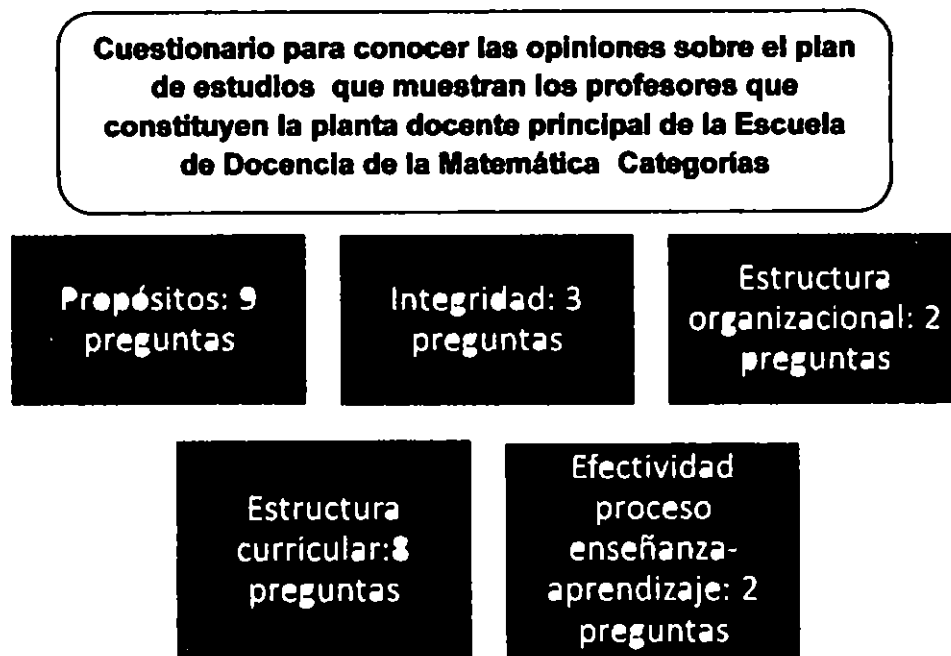 Cuestionario para conocer las opiniones sobre el plan
de estudios que muestran los profesores que
constituyen la planta docente principal de la Escuela
de Docencia de la Matemática Categorías
Propósitos: 9
preguntas
Integridad: 3
preguntas
Estructura
organizacional: 2
preguntas
Estructura
curricular:8
preguntas
Efectividad
proceso
enseñanza-
aprendizaje: 2
preguntas